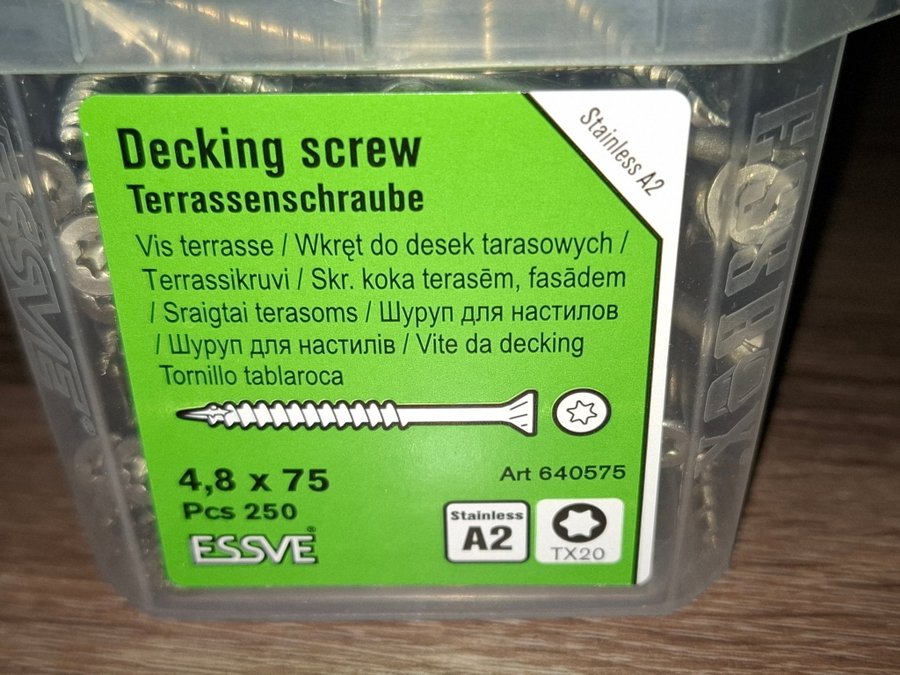 Decking screw
Terrassenschraube
Stainless A2
Vis terrasse / Wkręt do desek tarasowych /
Terrassikruvi / Skr. koka terasēm, fasādem
/ Sraigtai terasoms / Шуруп для настилов
/ Шуруп для настилів / Vite da decking
Tornillo tablaroca
4,8 x 75
Art 640575
Pcs 250
ESSVE®
Stainless
A2
TX20
ESSVE®